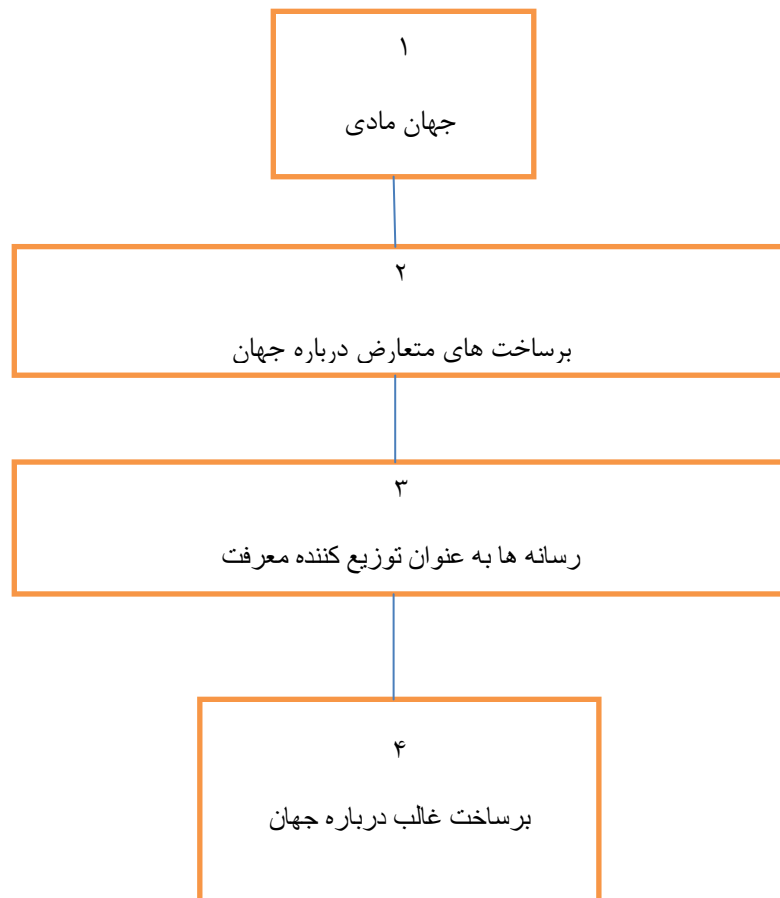 ۱
جهان مادی
۲
برساخت های متعارض درباره جهان
۳
رسانه ها به عنوان توزیع کننده معرفت
۴
برساخت غالب درباره جهان